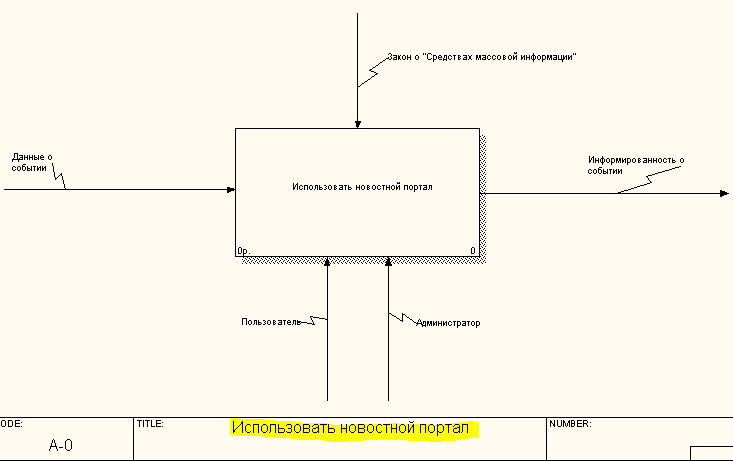 Закон о "Средствах массовой информации"
Данные о
событии
Информированность о
событии
Использовать новостной портал
0р.
0
Пользователь
Администратор
ODE:
A-0
TITLE:
Использовать новостной портал
NUMBER: